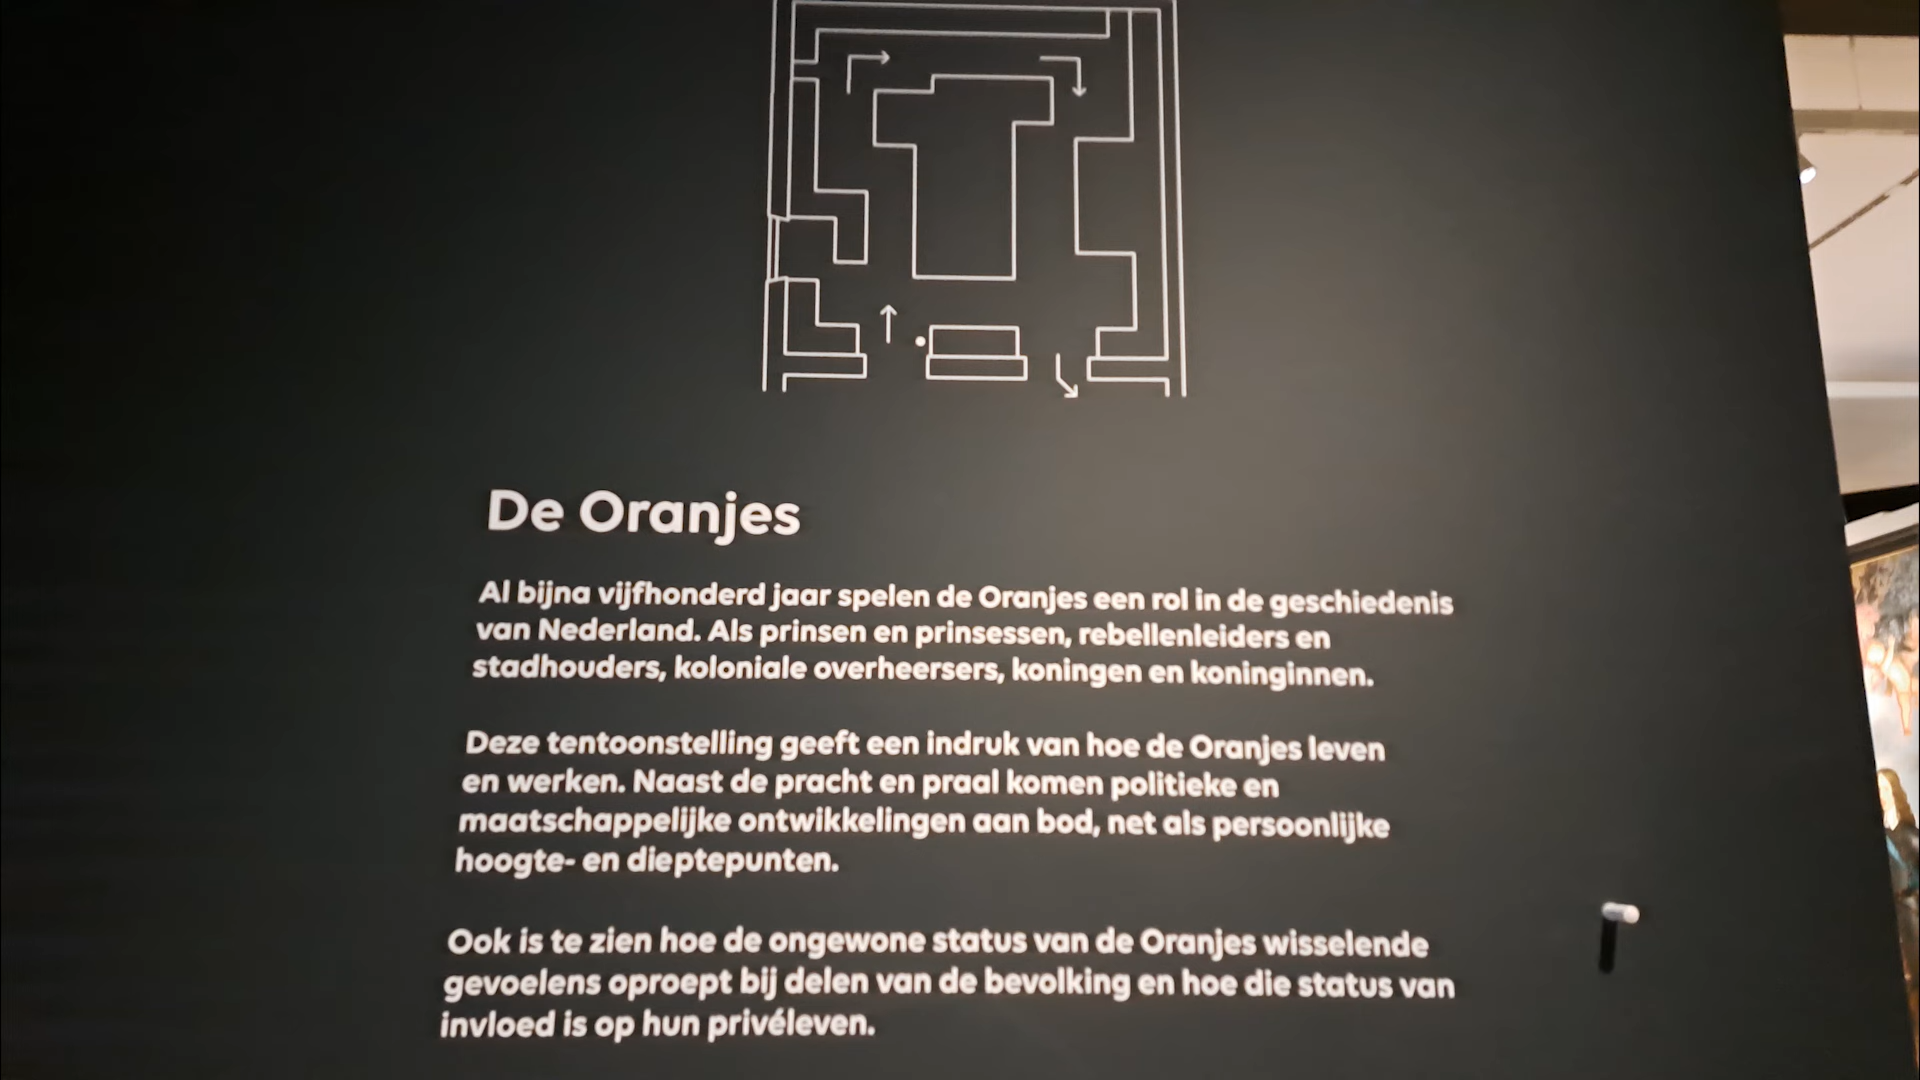 De Oranjes
Al bijna vijfhonderd jaar spelen de Oranjes een rol in de geschiedenis
van Nederland. Als prinsen en prinsessen, rebellenleiders en
stadhouders, koloniale overheersers, koningen en koninginnen.
Deze tentoonstelling geeft een indruk van hoe de Oranjes leven
en werken. Naast de pracht en praal komen politieke en
maatschappelijke ontwikkelingen aan bod, net als persoonlijke
hoogte- en dieptepunten.
Ook is te zien hoe de ongewone status van de Oranjes wisselende
gevoelens oproept bij delen van de bevolking en hoe die status van
invloed is op hun privéleven.